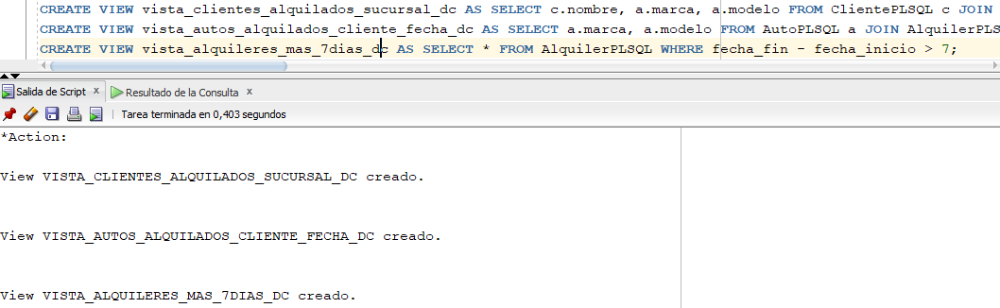 CREATE VIEW vista_clientes_alquilados_sucursal_dc AS SELECT c.nombre, a.marca, a.modelo FROM ClientePLSQL c JOIN
CREATE VIEW vista_autos_alquilados_cliente_fecha_dc AS SELECT a.marca, a.modelo FROM AutoPLSQL a JOIN AlquilerPLS
CREATE VIEW vista_alquileres_mas_7dias_dc AS SELECT * FROM AlquilerPLSQL WHERE fecha_fin - fecha_inicio > 7;
Salida de Script x Resultado de la Consulta x
Tarea terminada en 0,403 segundos
*Action:
View VISTA_CLIENTES_ALQUILADOS_SUCURSAL_DC creado.
View VISTA_AUTOS_ALQUILADOS_CLIENTE_FECHA_DC creado.
View VISTA_ALQUILERES_MAS_7DIAS_DC creado.